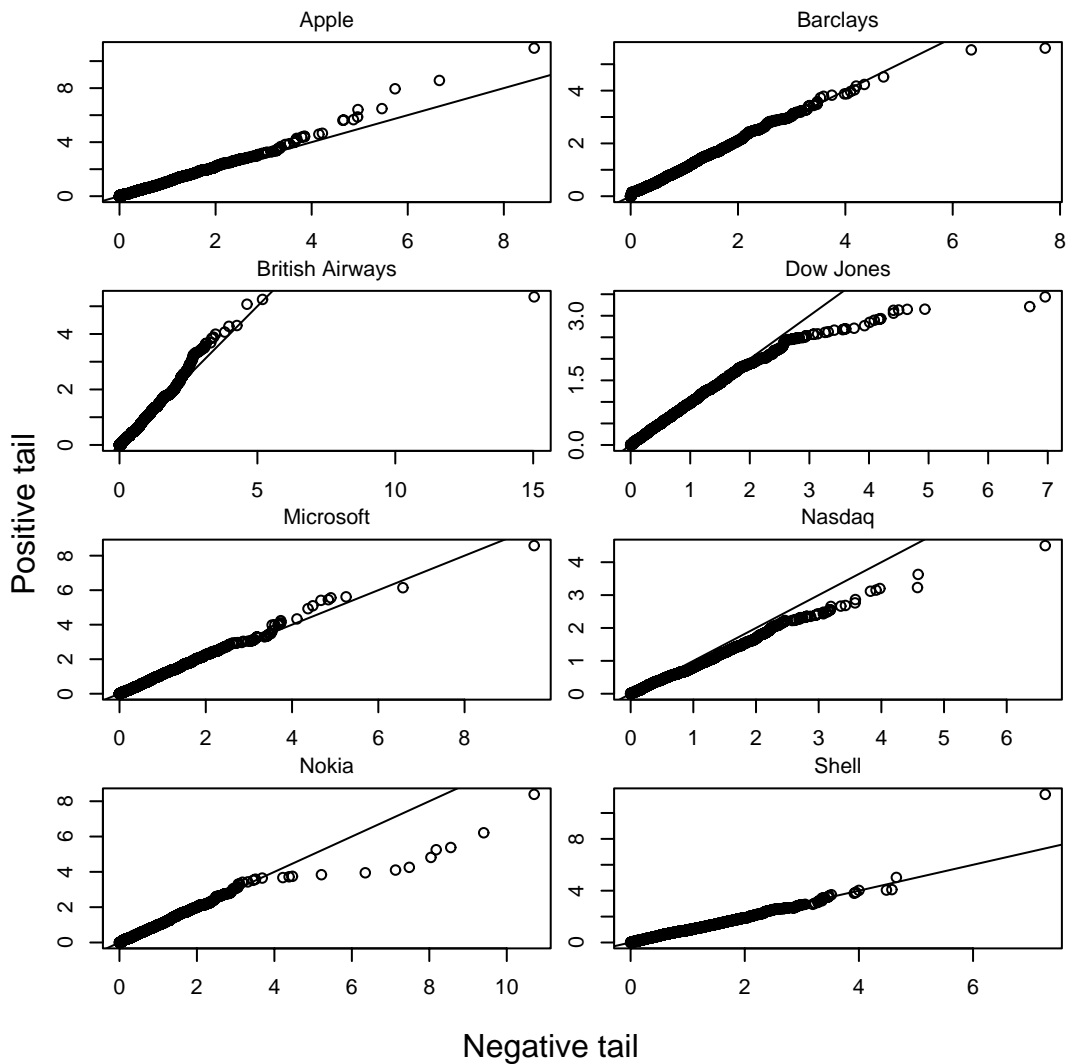 Apple
8
4
0
0 2 4 6 8
Barclays
4
2
0
0 2 4 6 8
British Airways
4
2
0
0 5 10 15
Dow Jones
3.0
1.5
0.0
0 1 2 3 4 5 6 7
Microsoft
8
6
4
2
0
0 2 4 6 8
Nasdaq
4
3
2
1
0
0 1 2 3 4 5 6
Nokia
8
6
4
2
0
0 2 4 6 8 10
Shell
8
4
0
0 2 4 6
Positive tail
Negative tail